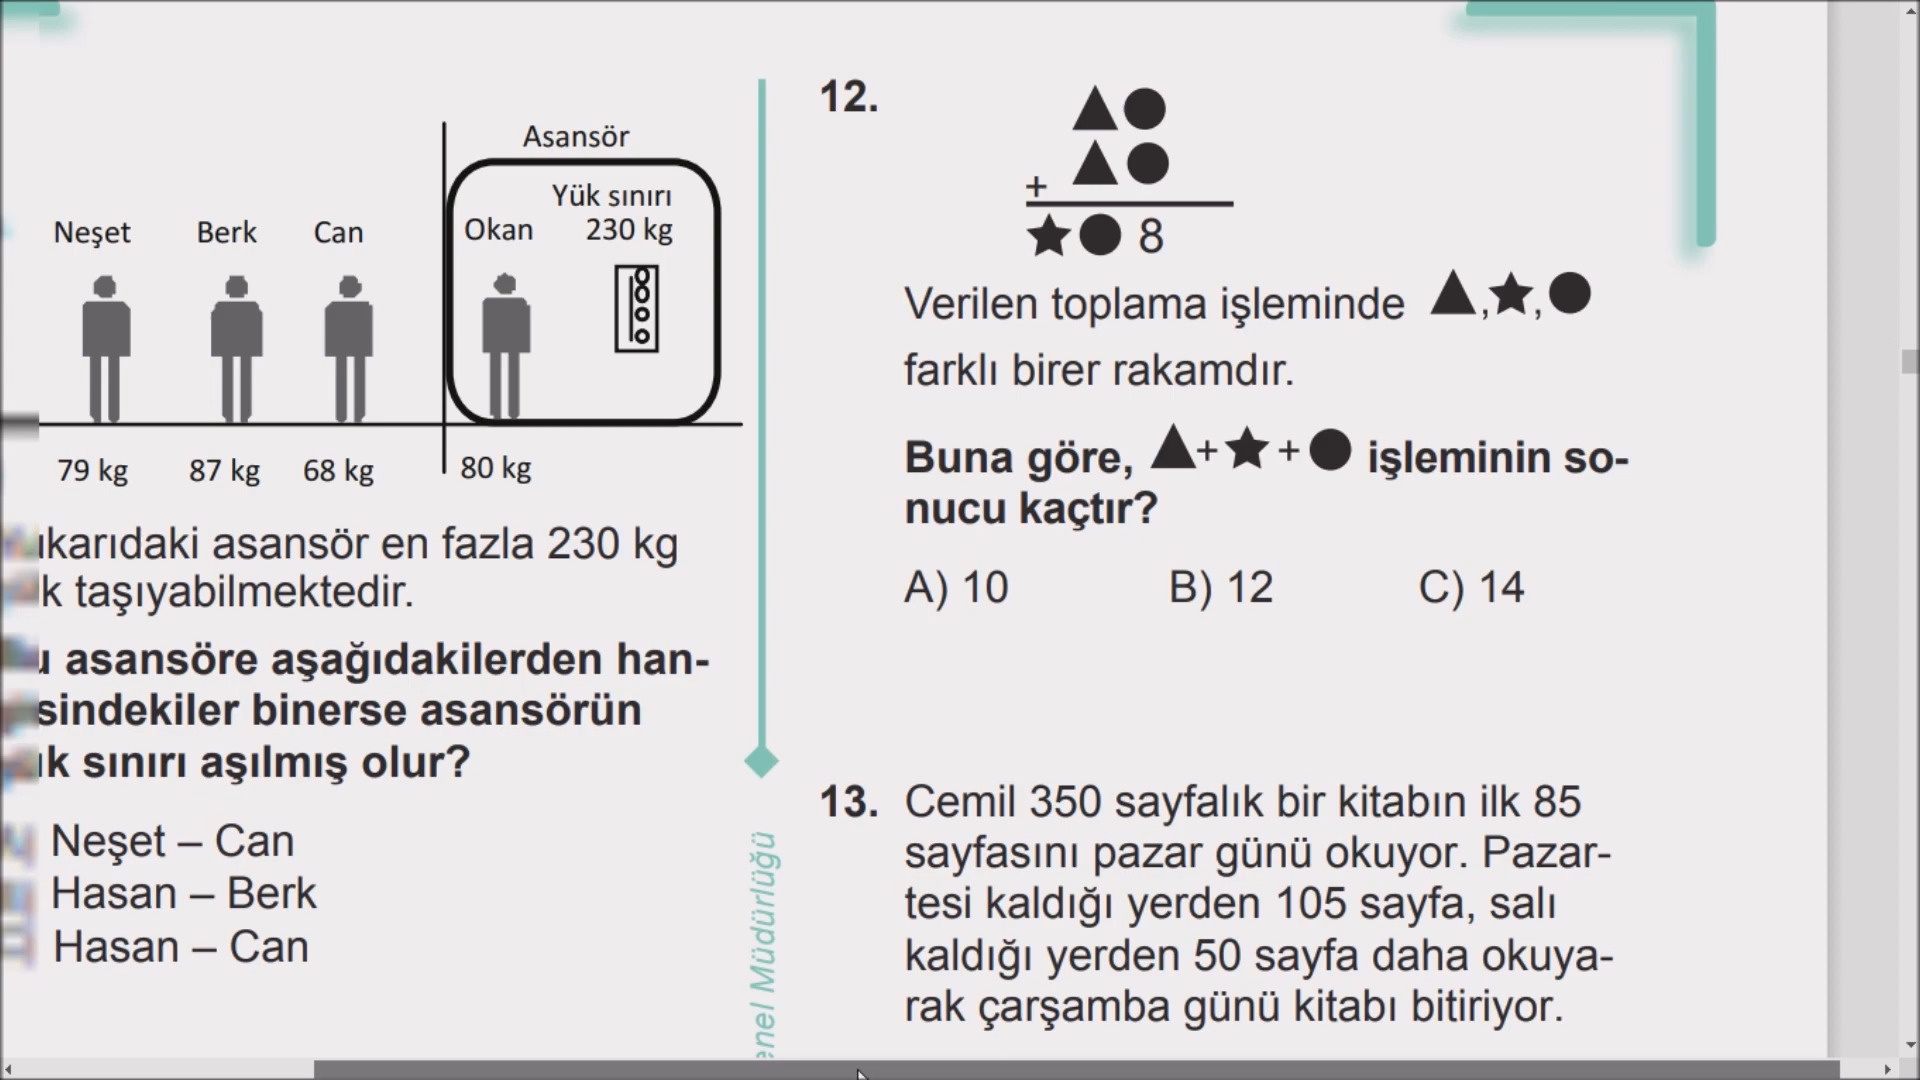 Asansör
Yük sınırı
230 kg
Neşet Berk Can Okan
79 kg 87 kg 68 kg 80 kg
asansör en fazla 230 kg
taşıyabilmektedir.
asansöre aşağıdakilerden han-
sindekiler binerse asansörün
sınırı aşılmış olur?
Neşet – Can
Hasan – Berk
Hasan – Can
enel Müdürlüğü
12.
▲●
+ ▲●
★● 8
Verilen toplama işleminde ▲,★,●
farklı birer rakamdır.
Buna göre, ▲+★+● işleminin so-
nucu kaçtır?
A) 10 B) 12 C) 14
13. Cemil 350 sayfalık bir kitabın ilk 85
sayfasını pazar günü okuyor. Pazar-
tesi kaldığı yerden 105 sayfa, salı
kaldığı yerden 50 sayfa daha okuya-
rak çarşamba günü kitabı bitiriyor.